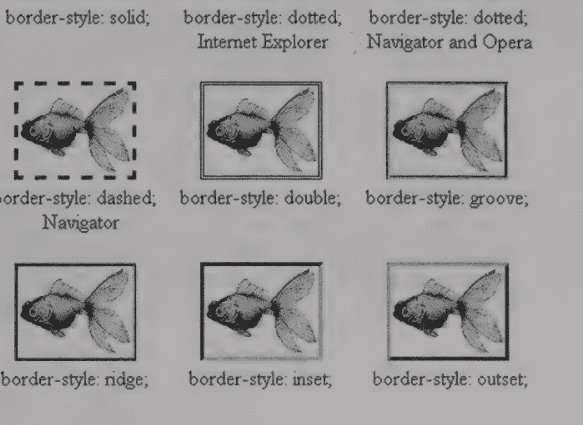 border-style: solid;
border-style: dotted;
Internet Explorer
border-style: dotted;
Navigator and Opera
border-style: dashed;
Navigator
border-style: double;
border-style: groove;
border-style: ridge;
border-style: inset;
border-style: outset;